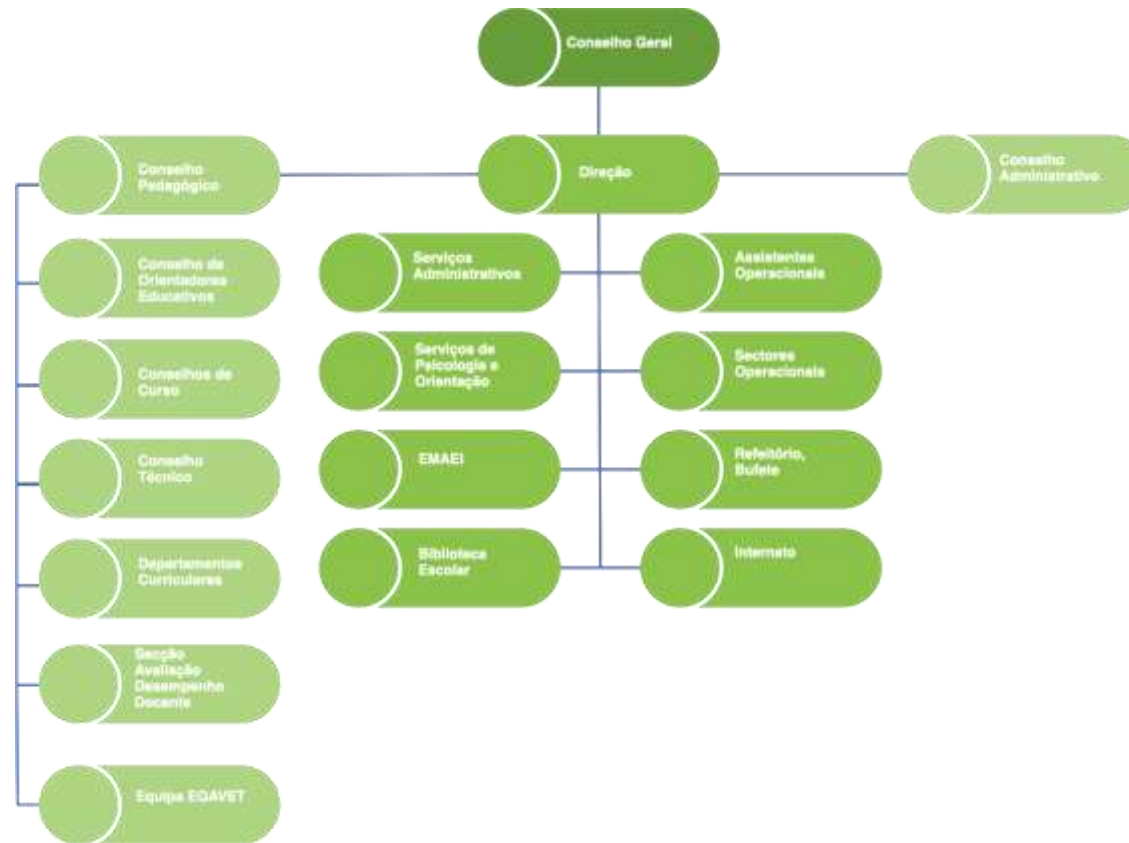 Conselho Geral
Conselho
Pedagógico
Direção
Conselho
Administrativo
Conselho de
Orientadores
Educativos
Serviços
Administrativos
Assistentes
Operacionais
Conselhos de
Curso
Serviços de
Psicologia e
Orientação
Sectores
Operacionais
Conselho
Técnico
EMAEI
Refeitório,
Bufete
Departamentos
Curriculares
Biblioteca
Escolar
Internato
Secção
Avaliação
Desempenho
Docente
Equipa EQAVET